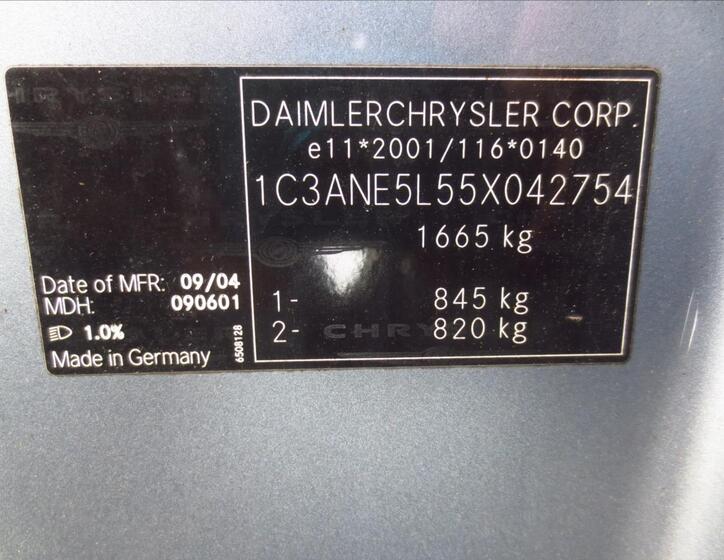 DAIMLERCHRYSLER CORP.
e11*2001/116*0140
1C3ANE5L55X042754
1665 kg
1- 845 kg
2- 820 kg
Date of MFR: 09/04
MDH: 090601
1.0%
Made in Germany
6508128
CHRYSLER